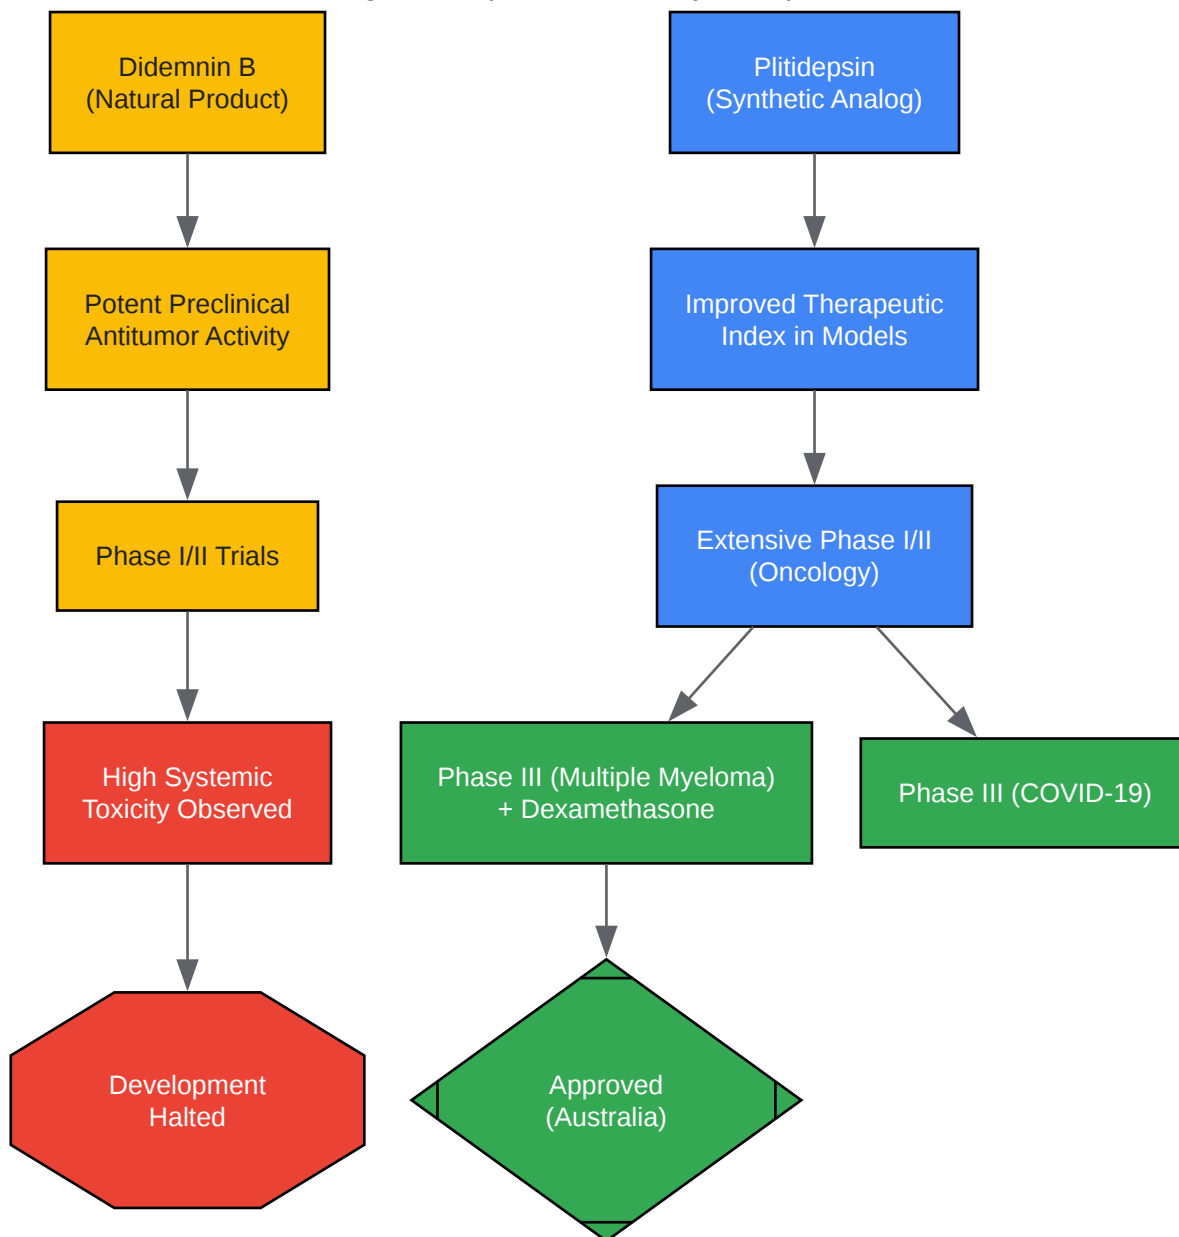 Didemnin B
(Natural Product)
Potent Preclinical
Antitumor Activity
Phase I/II Trials
High Systemic
Toxicity Observed
Development
Halted
Plitidepsin
(Synthetic Analog)
Improved Therapeutic
Index in Models
Extensive Phase I/II
(Oncology)
Phase III (Multiple Myeloma)
+ Dexamethasone
Phase III (COVID-19)
Approved
(Australia)